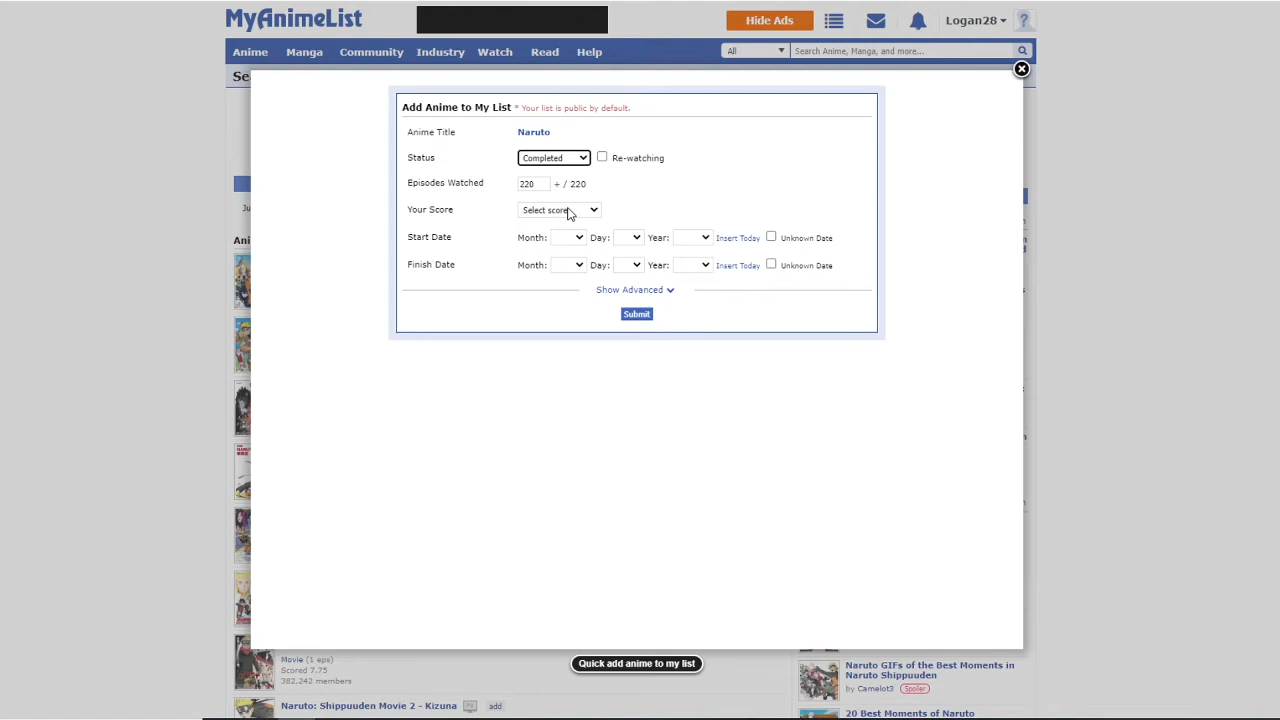 MyAnimeList
Hide Ads
Logan28
?
Anime Manga Community Industry Watch Read Help
All
Search Anime, Manga, and more...
Se
Add Anime to My List * Your list is public by default.
Anime Title Naruto
Status Completed Re-watching
Episodes Watched 220 + / 220
Your Score Select score
Start Date Month: Day: Year: Insert Today Unknown Date
Finish Date Month: Day: Year: Insert Today Unknown Date
Show Advanced
Submit
Ju
Ani
Quick add anime to my list
Movie (1 eps)
Scored 7.75
382,242 members
Naruto: Shippuuden Movie 2 - Kizuna add
Naruto GIFs of the Best Moments in
Naruto Shippuuden
by Camelot3 Spoiler
20 Best Moments of Naruto